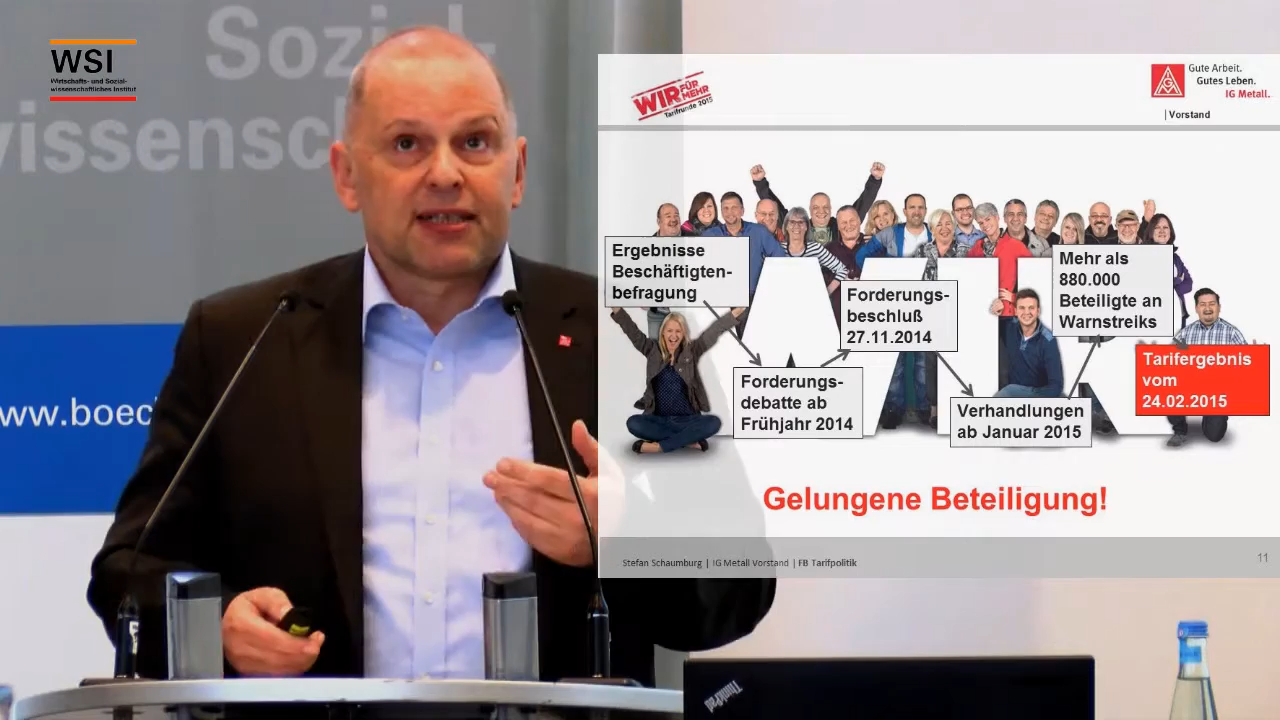 WSI
Wirtschafts- und Sozial-
wissenschaftliches Institut
Sozial-
wissensch
www.boeck
WIR FÜR MEHR
Tarifrunde 2015
Gute Arbeit.
Gutes Leben.
IG Metall.
| Vorstand
Ergebnisse
Beschäftigten-
befragung
Forderungs-
debatte ab
Frühjahr 2014
Forderungs-
beschluß
27.11.2014
Verhandlungen
ab Januar 2015
Mehr als
880.000
Beteiligte an
Warnstreiks
Tarifergebnis
vom
24.02.2015
Gelungene Beteiligung!
Stefan Schaumburg | IG Metall Vorstand | FB Tarifpolitik
11
ThinkPad